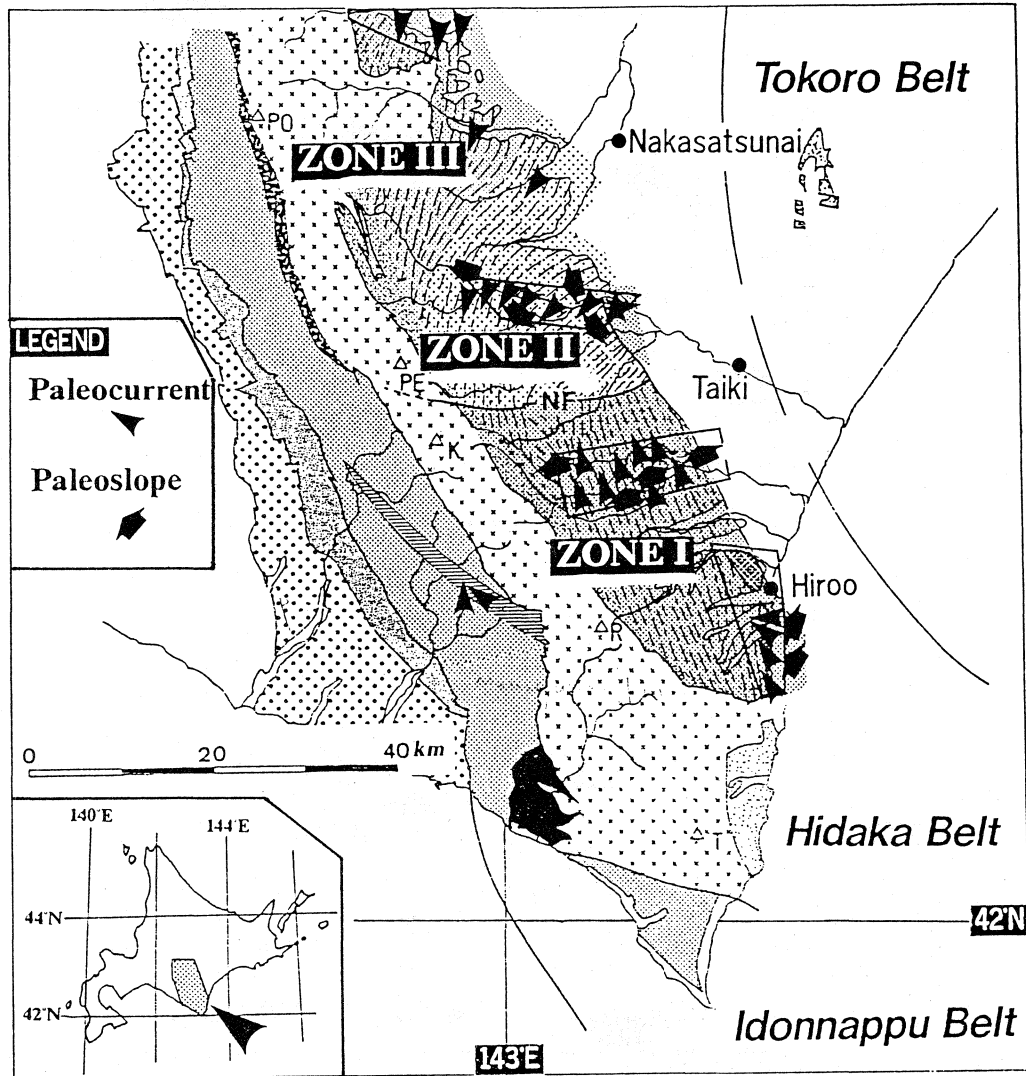 Tokoro Belt
PO
Nakasatsunai
ZONE III
LEGEND
Paleocurrent
Paleoslope
ZONE II
PE
Taiki
NF
K
ZONE I
Hiroo
R
0 20 40 km
T
Hidaka Belt
140°E
144°E
44°N
42°N
42°N
143°E
Idonnappu Belt